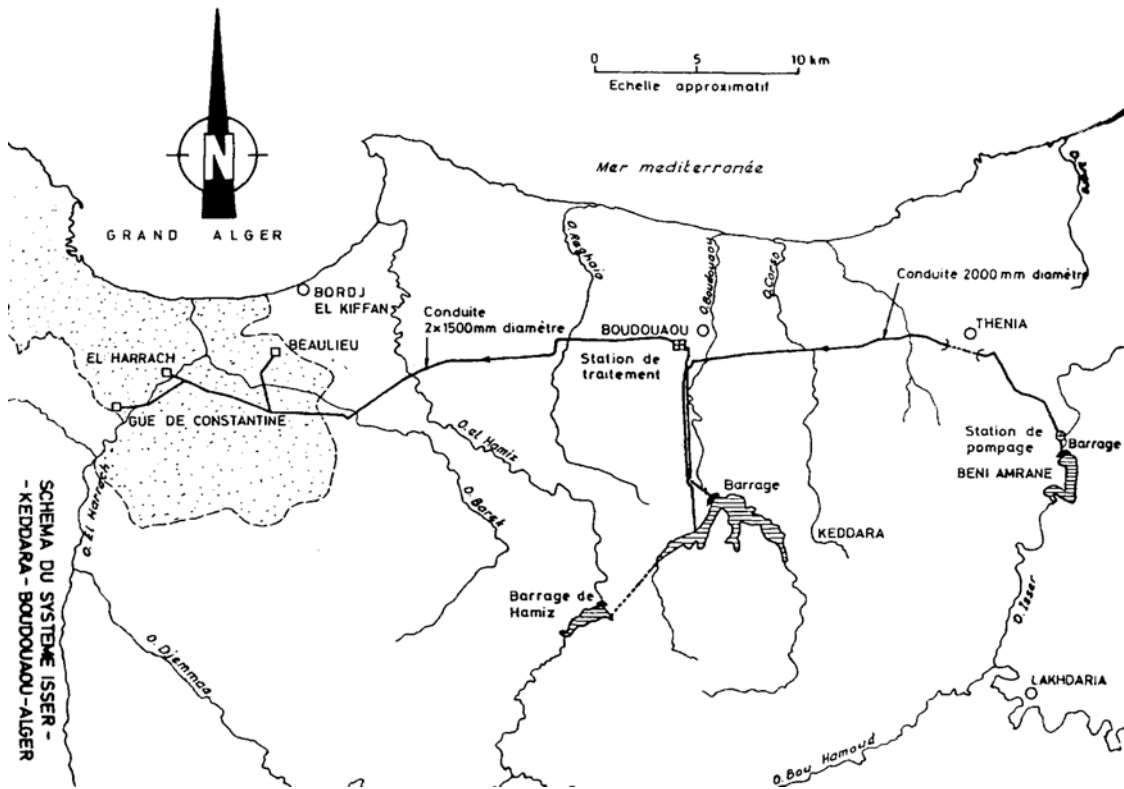 0 5 10 km
Echelle approximatif
Mer mediterranée
N
GRAND ALGER
O. Reghaia
O. Boudouaou
O. Corso
Conduite 2000 mm diamètre
BORDJ
EL KIFFAN
Conduite
2×1500mm diamètre
BOUDOUAOU
THENIA
BEAULIEU
EL HARRACH
Station de
traitement
GUE DE CONSTANTINE
Station de
pompage
Barrage
BENI AMRANE
O. el Hamiz
O. El Harrach
O. Barek
Barrage
KEDDARA
O. Isser
Barrage de
Hamiz
O. Djemmaa
LAKHDARIA
O. Bou Hamoud
SCHEMA DU SYSTEME ISSER -
- KEDDARA - BOUDOUAOU - ALGER